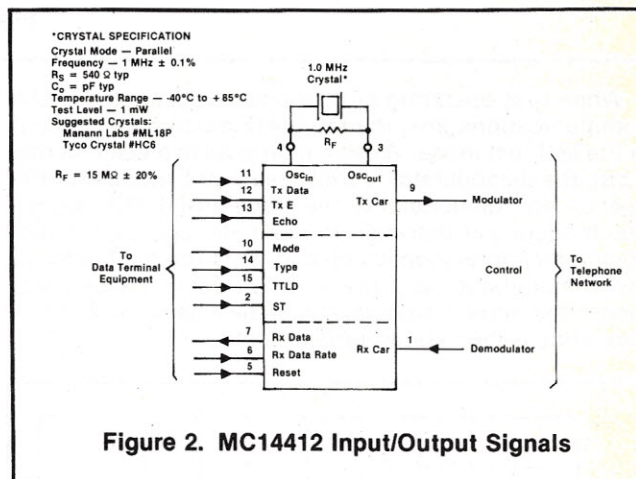 *CRYSTAL SPECIFICATION
Crystal Mode — Parallel
Frequency — 1 MHz ± 0.1%
RS = 540 Ω typ
Co = pF typ
Temperature Range — -40°C to +85°C
Test Level — 1 mW
Suggested Crystals:
Manann Labs #ML18P
Tyco Crystal #HC6
RF = 15 MΩ ± 20%
1.0 MHz
Crystal*
RF
4
3
Oscin
Oscout
11
Tx Data
12
Tx E
13
Echo
Tx Car
9
Modulator
10
Mode
14
Type
15
TTLD
2
ST
Control
To
Data Terminal
Equipment
To
Telephone
Network
7
Rx Data
6
Rx Data Rate
5
Reset
Rx Car
1
Demodulator
Figure 2. MC14412 Input/Output Signals